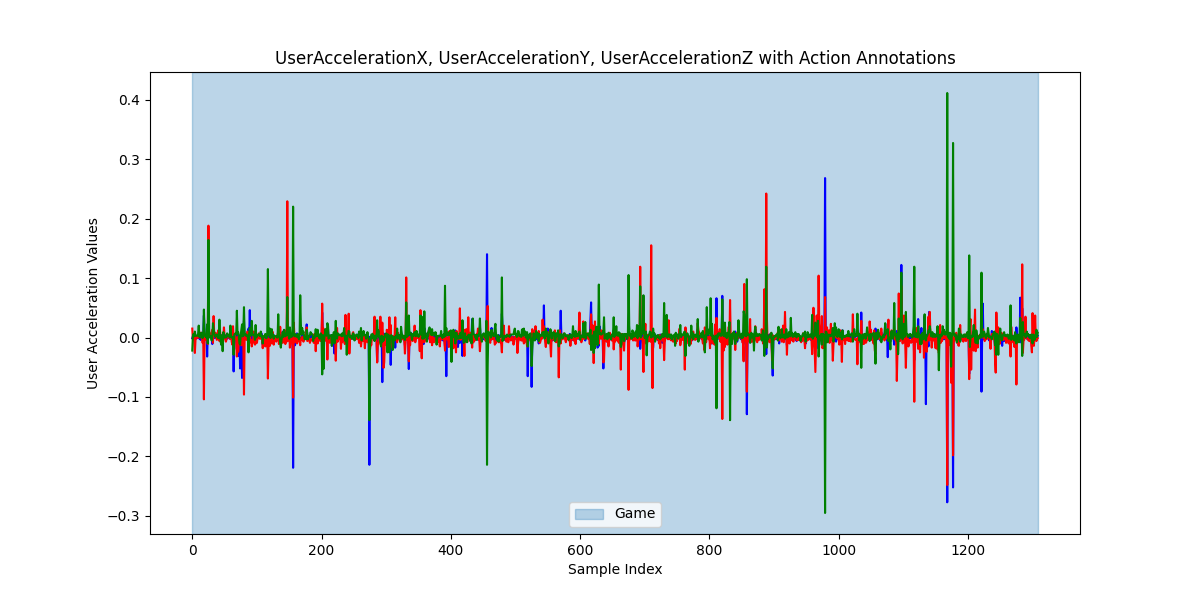 UserAccelerationX, UserAccelerationY, UserAccelerationZ with Action Annotations
User Acceleration Values
0.4
0.3
0.2
0.1
0.0
−0.1
−0.2
−0.3
Game
0 200 400 600 800 1000 1200
Sample Index